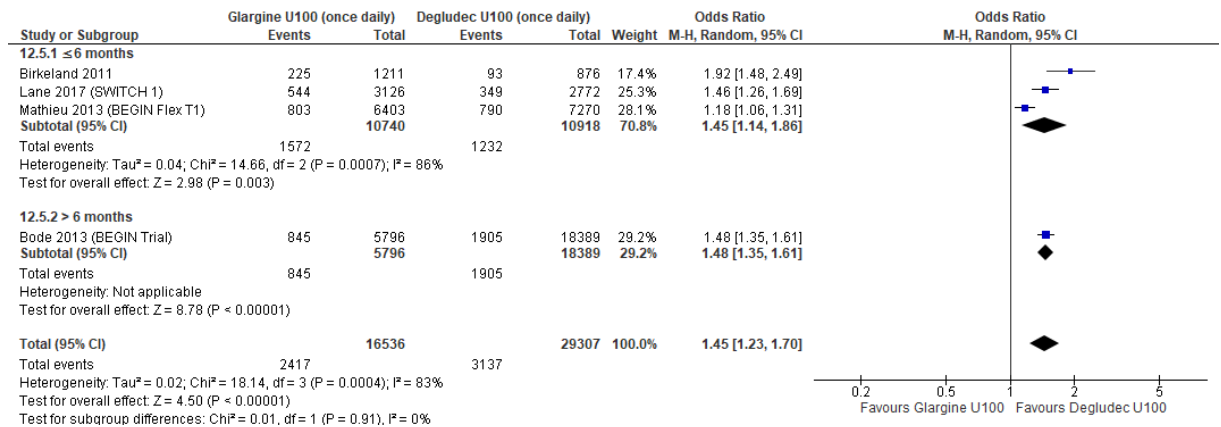 Glargine U100 (once daily) Degludec U100 (once daily) Odds Ratio Odds Ratio
Study or Subgroup Events Total Events Total Weight M-H, Random, 95% CI M-H, Random, 95% CI
12.5.1 ≤6 months
Birkeland 2011 225 1211 93 876 17.4% 1.92 [1.48, 2.49]
Lane 2017 (SWITCH 1) 544 3126 349 2772 25.3% 1.46 [1.26, 1.69]
Mathieu 2013 (BEGIN Flex T1) 803 6403 790 7270 28.1% 1.18 [1.06, 1.31]
Subtotal (95% CI) 10740 10918 70.8% 1.45 [1.14, 1.86]
Total events 1572 1232
Heterogeneity: Tau² = 0.04; Chi² = 14.66, df = 2 (P = 0.0007); I² = 86%
Test for overall effect: Z = 2.98 (P = 0.003)
12.5.2 > 6 months
Bode 2013 (BEGIN Trial) 845 5796 1905 18389 29.2% 1.48 [1.35, 1.61]
Subtotal (95% CI) 5796 18389 29.2% 1.48 [1.35, 1.61]
Total events 845 1905
Heterogeneity: Not applicable
Test for overall effect: Z = 8.78 (P < 0.00001)
Total (95% CI) 16536 29307 100.0% 1.45 [1.23, 1.70]
Total events 2417 3137
Heterogeneity: Tau² = 0.02; Chi² = 18.14, df = 3 (P = 0.0004); I² = 83%
Test for overall effect: Z = 4.50 (P < 0.00001)
Test for subgroup differences: Chi² = 0.01, df = 1 (P = 0.91), I² = 0%
0.2 0.5 1 2 5
Favours Glargine U100 Favours Degludec U100